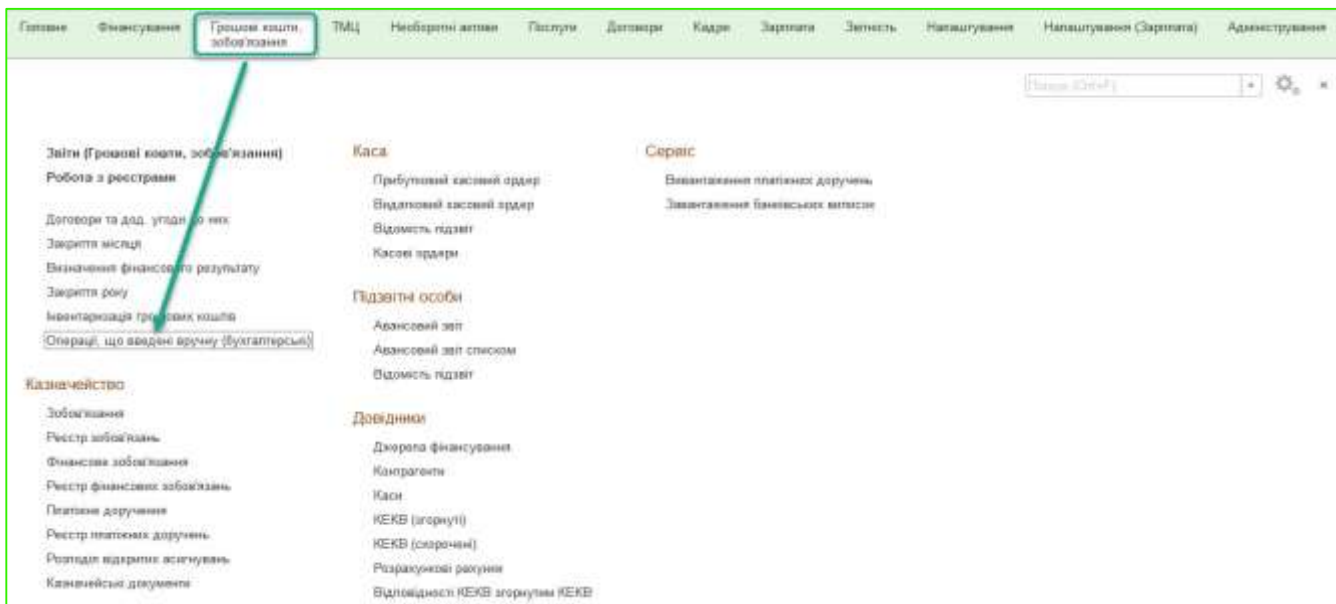 Головне
Фінансування
Грошові кошти,
зобов'язання
ТМЦ
Необоротні активи
Послуги
Договори
Кадри
Зарплата
Звітність
Налаштування
Налаштування (Зарплата)
Адміністрування
Пошук (Ctrl+F)
Звіти (Грошові кошти, зобов'язання)
Робота з реєстрами
Договори та дод. угоди до них
Закриття місяця
Визначення фінансового результату
Закриття року
Інвентаризація грошових коштів
Операції, що введені вручну (бухгалтерські)
Казначейство
Зобов'язання
Реєстр зобов'язань
Фінансове зобов'язання
Реєстр фінансових зобов'язань
Платіжне доручення
Реєстр платіжних доручень
Розподіл відкритих асигнувань
Казначейські документи
Каса
Прибутковий касовий ордер
Видатковий касовий ордер
Відомість підзвіт
Касові ордери
Підзвітні особи
Авансовий звіт
Авансовий звіт списком
Відомість підзвіт
Довідники
Джерела фінансування
Контрагенти
Каси
КЕКВ (згорнуті)
КЕКВ (скорочені)
Розрахункові рахунки
Відповідності КЕКВ згорнутим КЕКВ
Сервіс
Вивантаження платіжних доручень
Завантаження банківських виписок